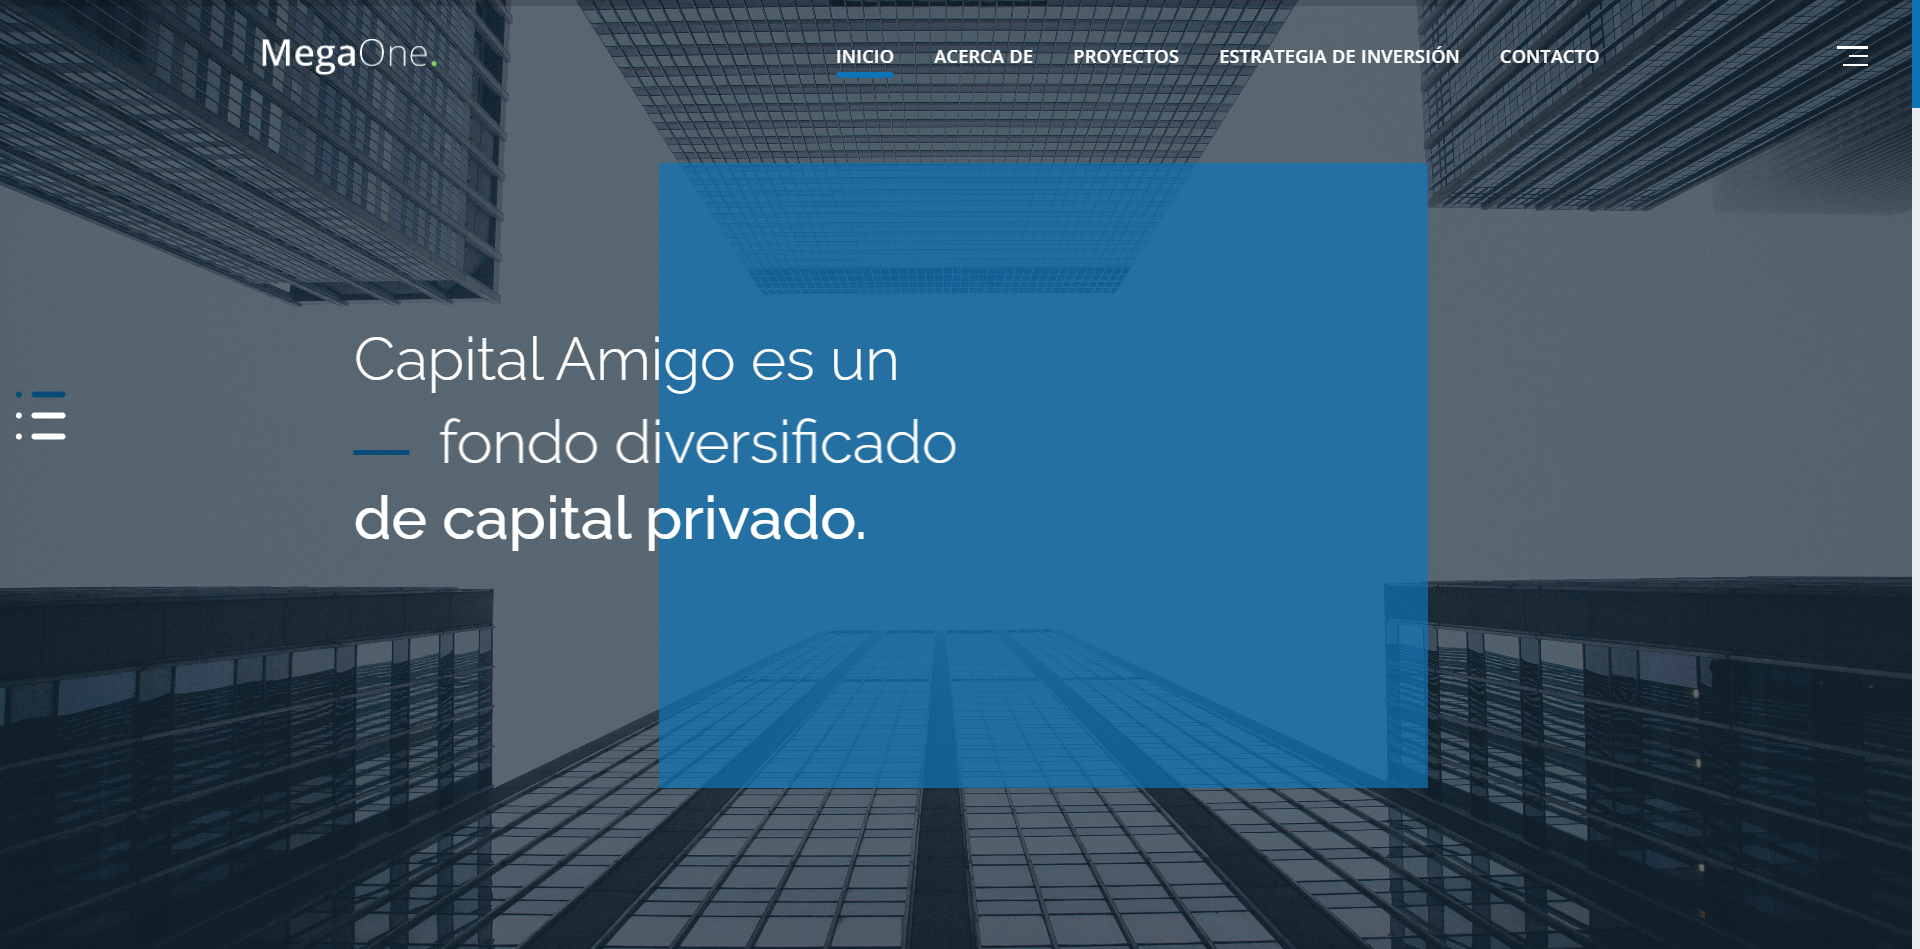 MegaOne.
INICIO ACERCA DE PROYECTOS ESTRATEGIA DE INVERSIÓN CONTACTO
Capital Amigo es un
fondo diversificado
de capital privado.